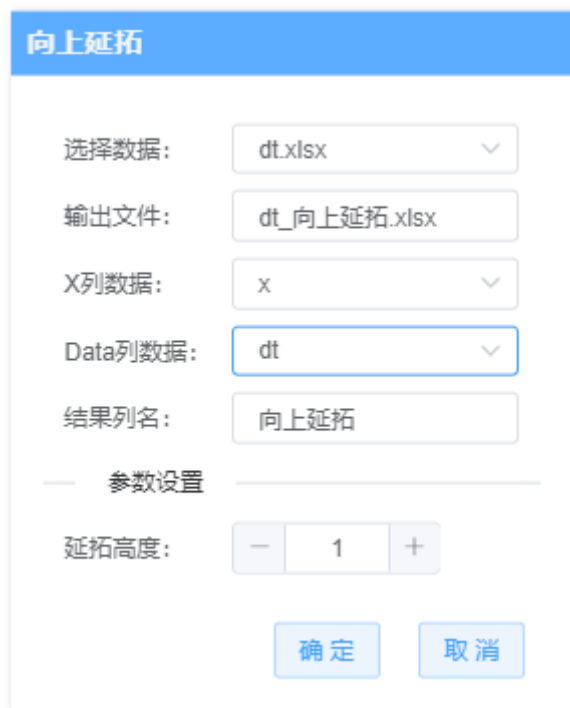 向上延拓
选择数据: dt.xlsx
输出文件: dt_向上延拓.xlsx
X列数据: x
Data列数据: dt
结果列名: 向上延拓
参数设置
延拓高度: － 1 +
确定 取消